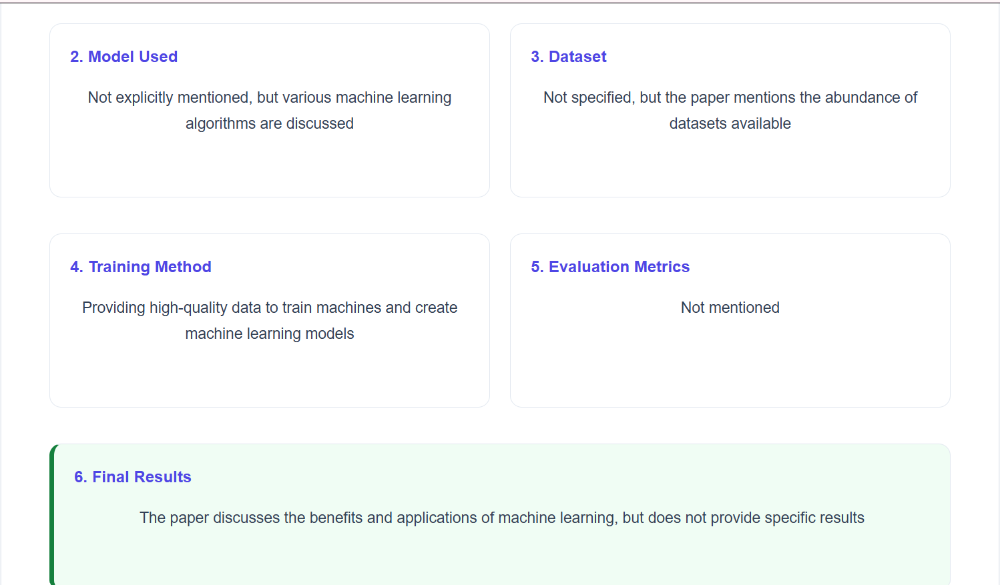 2. Model Used
Not explicitly mentioned, but various machine learning
algorithms are discussed
3. Dataset
Not specified, but the paper mentions the abundance of
datasets available
4. Training Method
Providing high-quality data to train machines and create
machine learning models
5. Evaluation Metrics
Not mentioned
6. Final Results
The paper discusses the benefits and applications of machine learning, but does not provide specific results